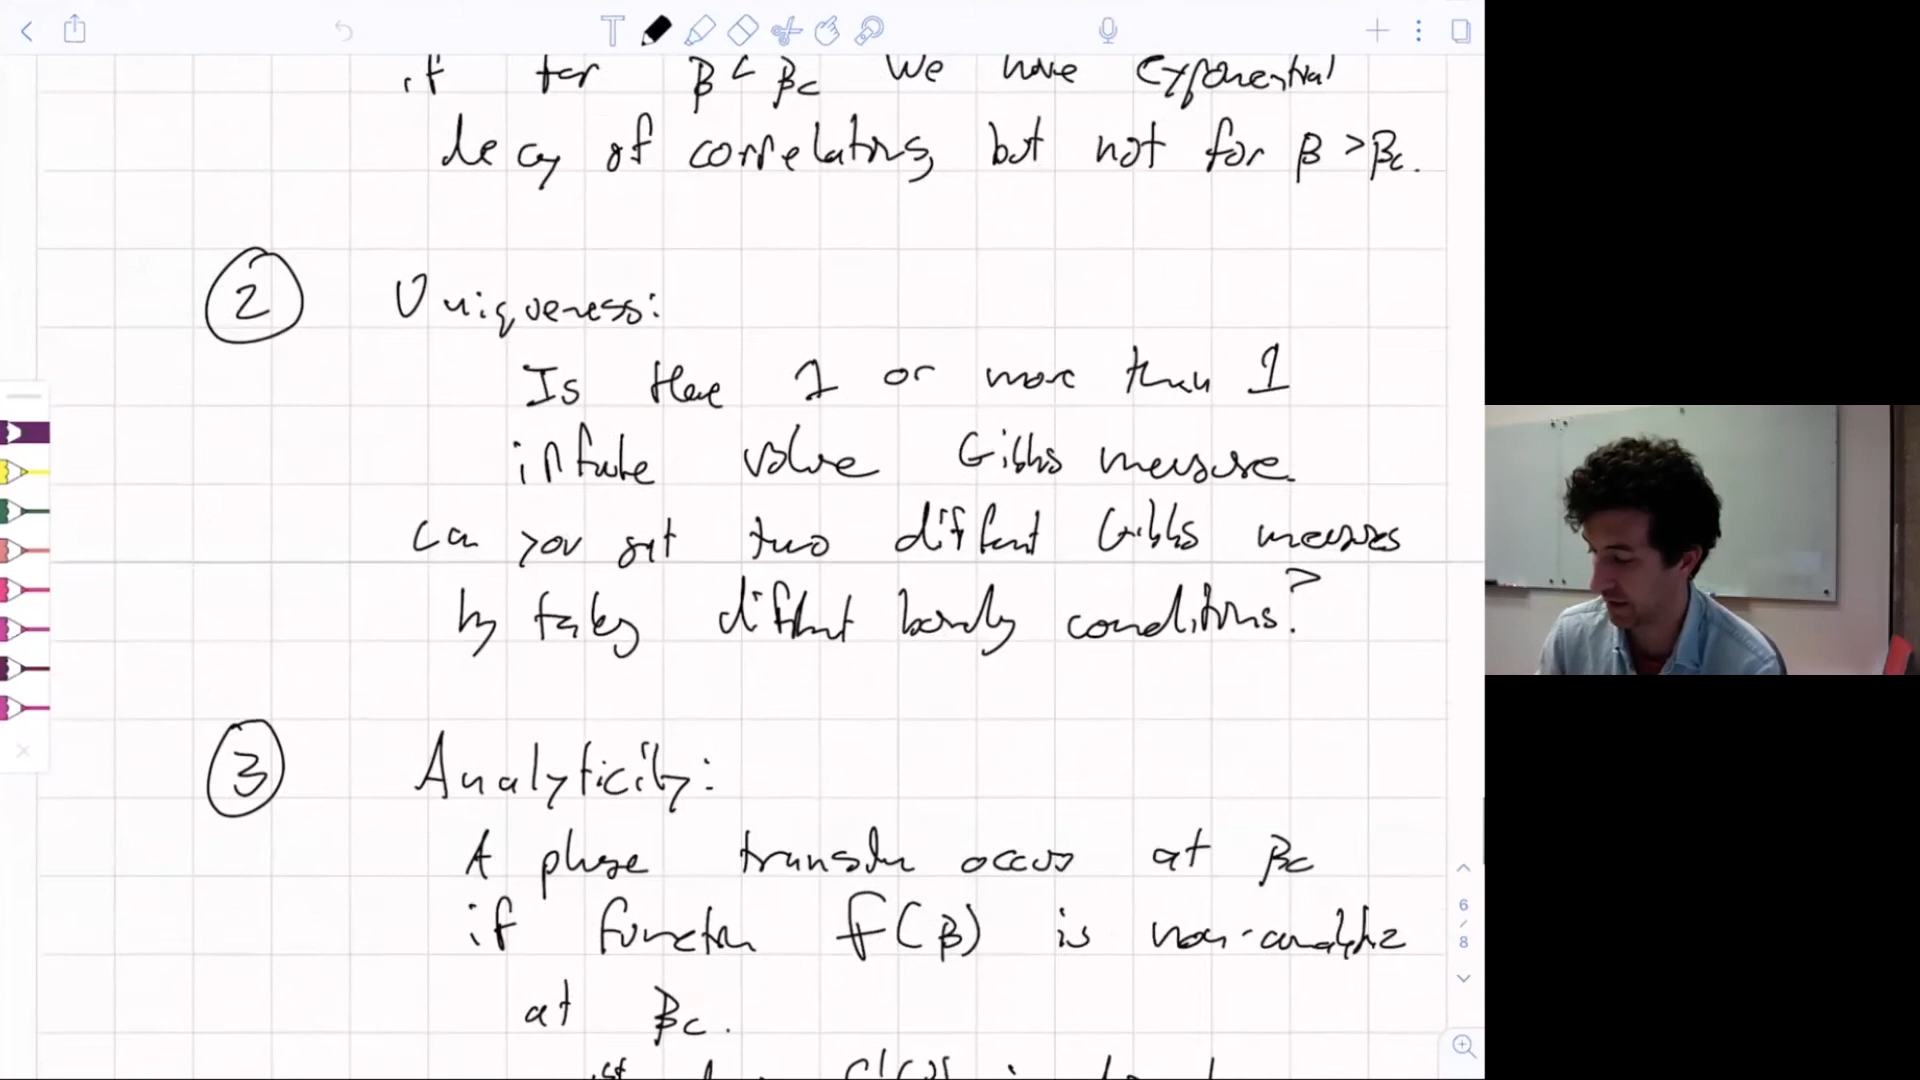 if for β < βc we have exponential
decay of correlations, but not for β > βc.
2 Uniqueness:
Is there 1 or more than 1
infinite volume Gibbs measure.
Can you get two different Gibbs measures
by taking different boundary conditions?
3 Analyticity:
A phase transition occurs at βc
if function f(β) is non-analytic
at βc.
6
/
8